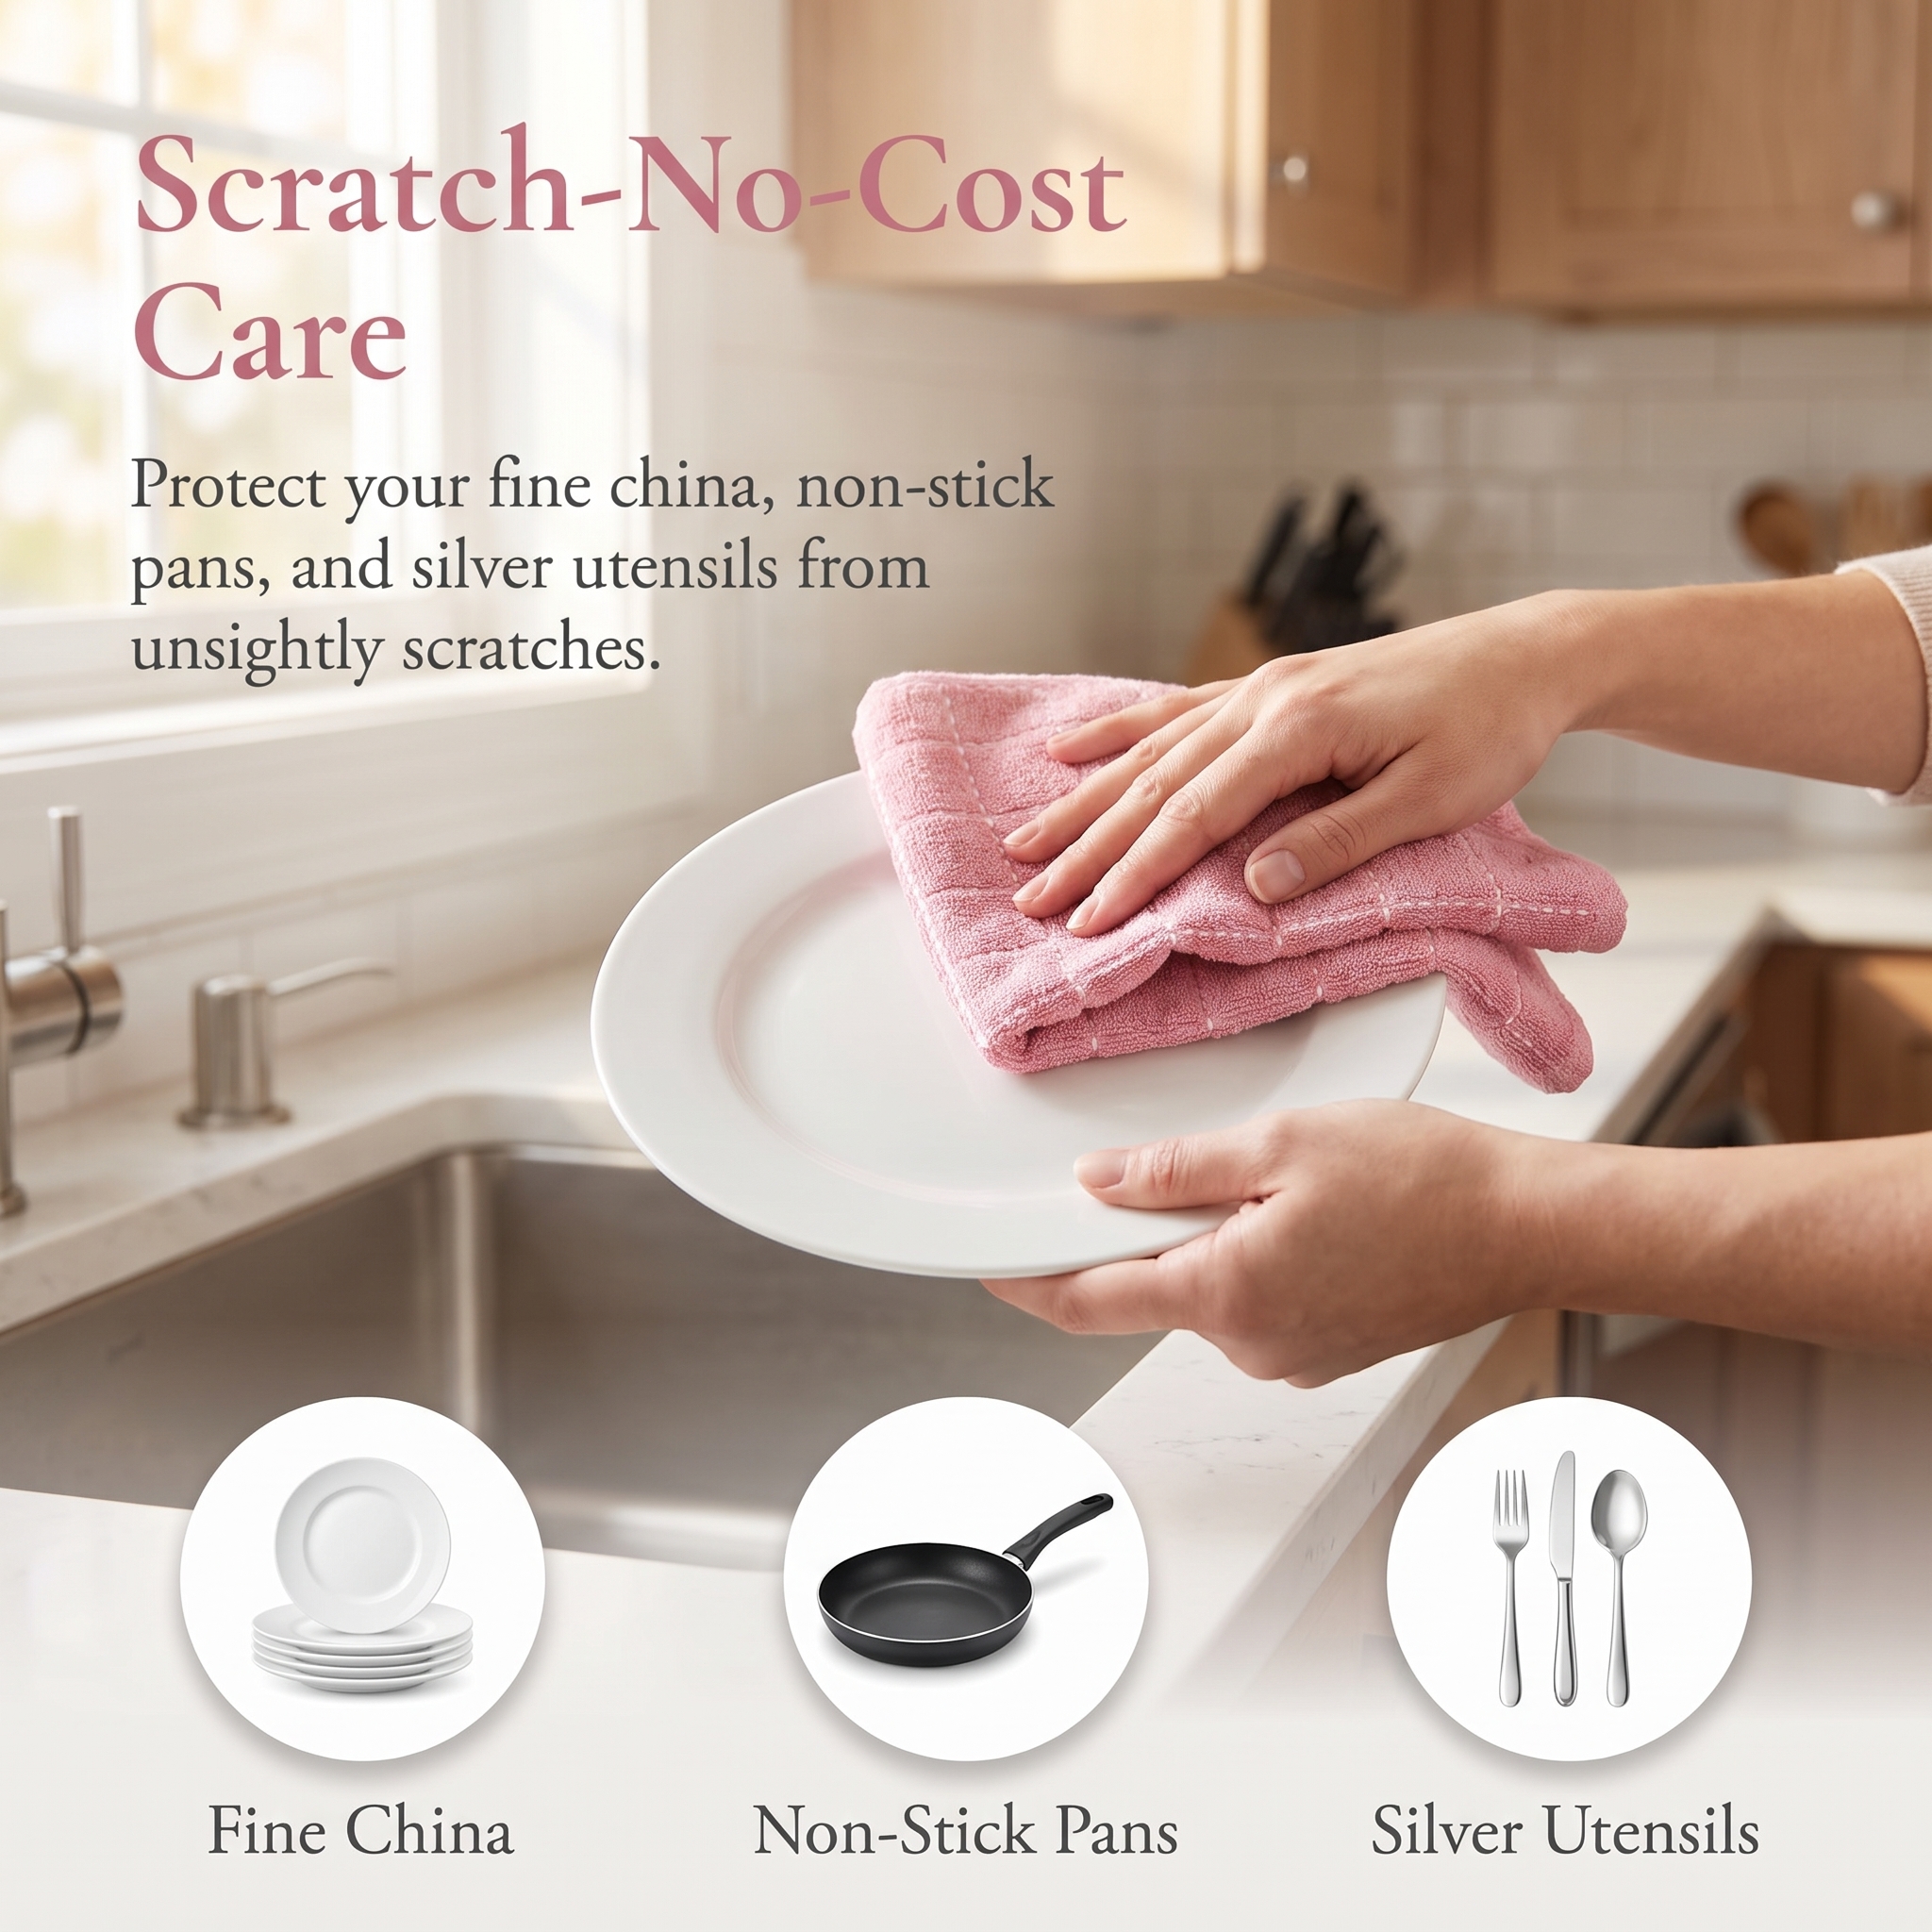 Scratch-No-Cost
Care
Protect your fine china, non-stick
pans, and silver utensils from
unsightly scratches.
Fine China
Non-Stick Pans
Silver Utensils